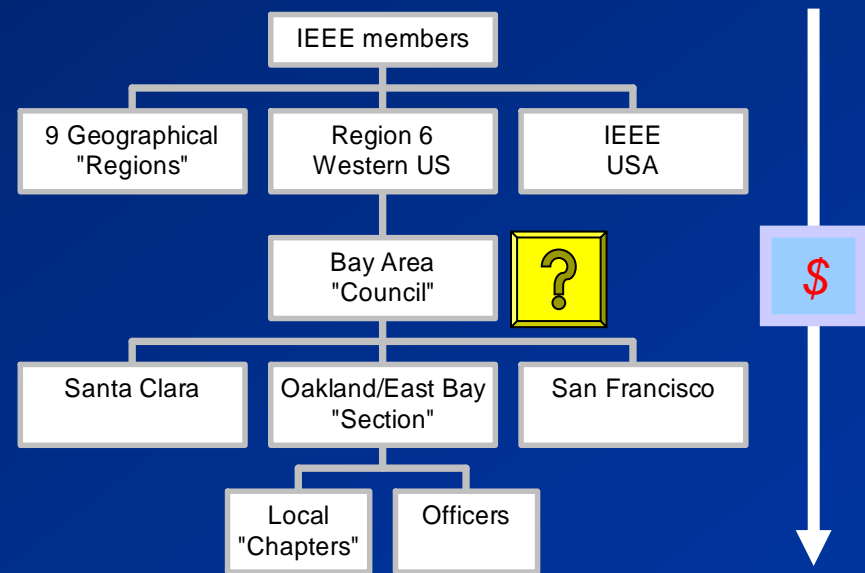 IEEE members
9 Geographical
"Regions"
Region 6
Western US
IEEE
USA
Bay Area
"Council"
?
$
Santa Clara
Oakland/East Bay
"Section"
San Francisco
Local
"Chapters"
Officers